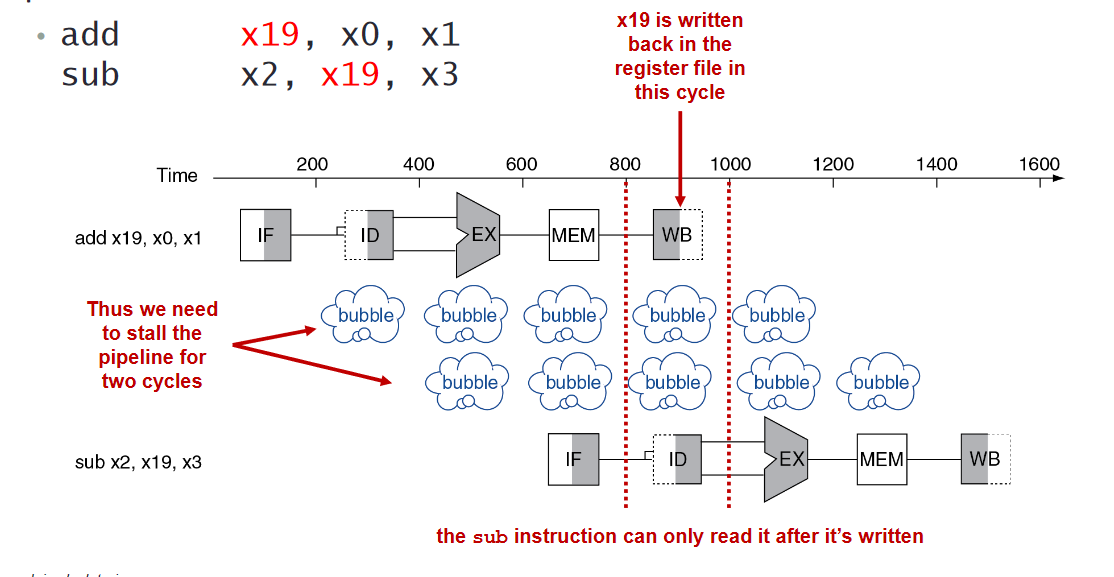 • add x19, x0, x1
sub x2, x19, x3
x19 is written
back in the
register file in
this cycle
Time 200 400 600 800 1000 1200 1400 1600
add x19, x0, x1 IF ID EX MEM WB
Thus we need
to stall the
pipeline for
two cycles
bubble bubble bubble bubble bubble
bubble bubble bubble bubble bubble
sub x2, x19, x3 IF ID EX MEM WB
the sub instruction can only read it after it's written